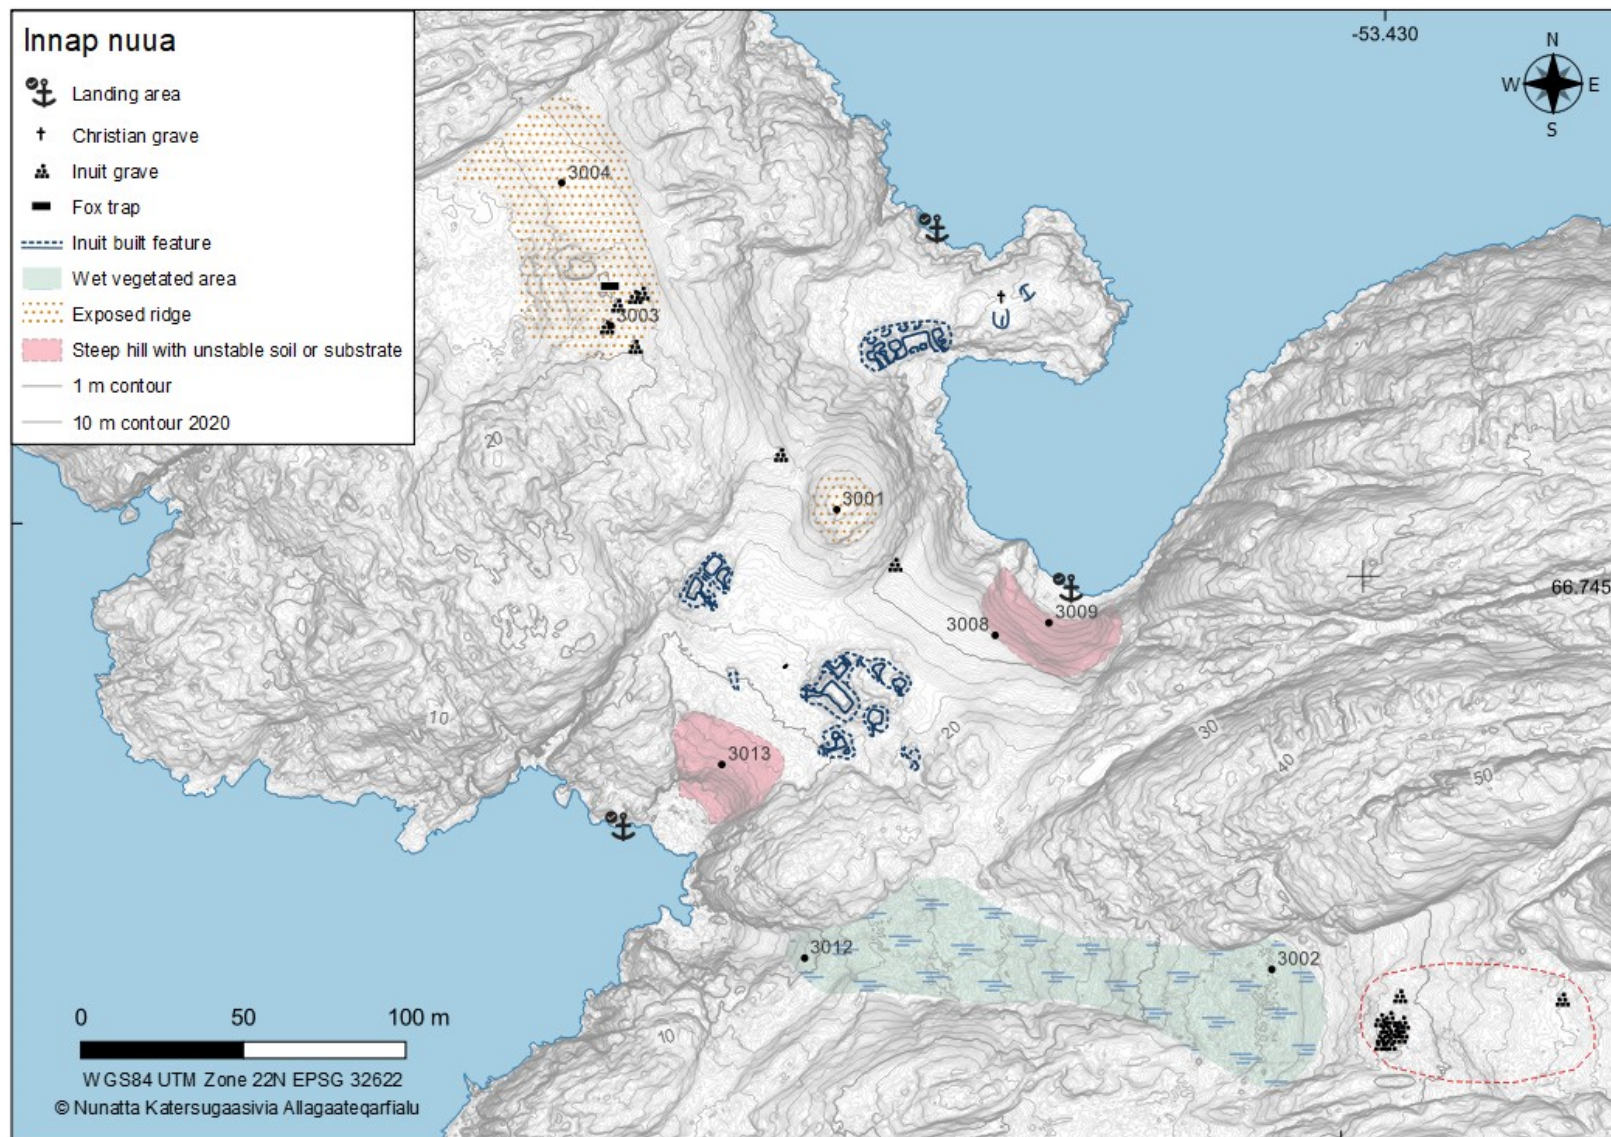 Innap nuua
Landing area
Christian grave
Inuit grave
Fox trap
Inuit built feature
Wet vegetated area
Exposed ridge
Steep hill with unstable soil or substrate
1 m contour
10 m contour 2020
-53.430
N
W E
S
3004
3003
20
3001
66.745
3009
3008
10
3013
20
30
40
50
3012
3002
10
0 50 100 m
WGS84 UTM Zone 22N EPSG 32622
© Nunatta Katersugaasivia Allagaateqarfialu